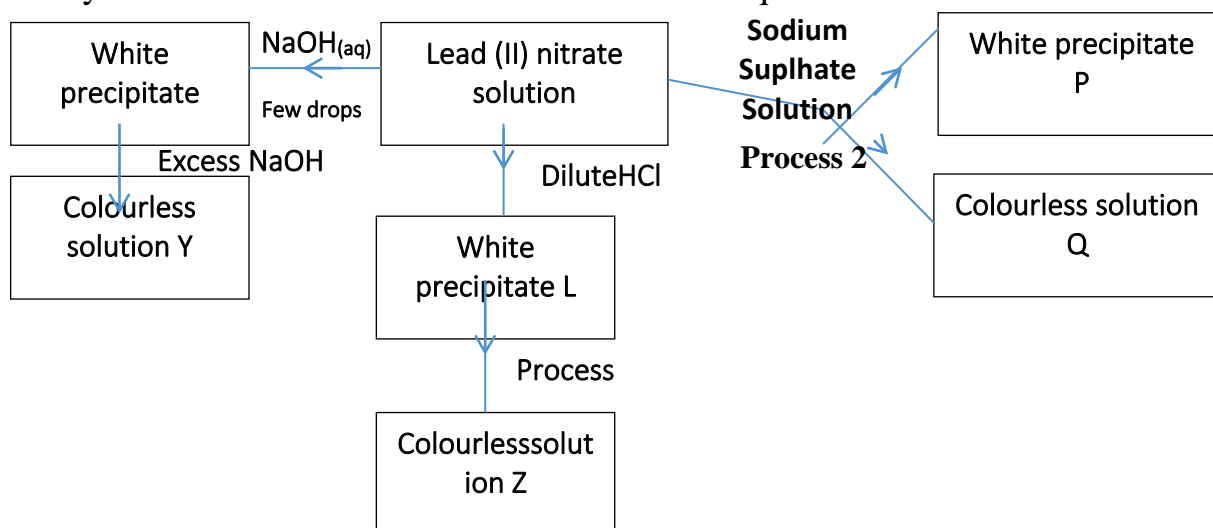 White
precipitate
NaOH(aq)
Few drops
Lead (II) nitrate
solution
Sodium
Suplhate
Solution
Process 2
White precipitate
P
Excess NaOH
DiluteHCl
Colourless
solution Y
White
precipitate L
Colourless solution
Q
Process
Colourlesssolut
ion Z